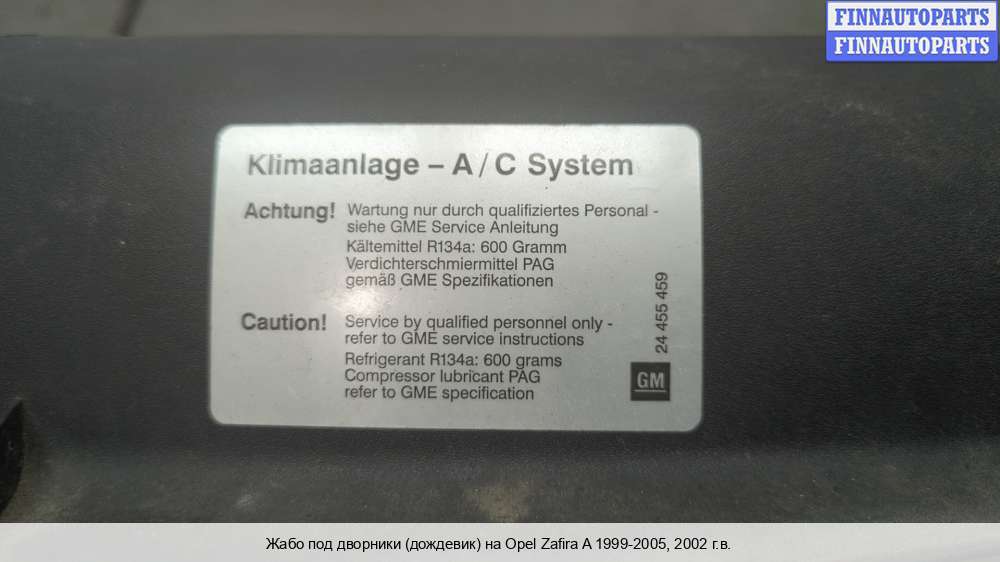 FINNAUTOPARTS
FINNAUTOPARTS
Klimaanlage – A / C System
Achtung! Wartung nur durch qualifiziertes Personal -
siehe GME Service Anleitung
Kältemittel R134a: 600 Gramm
Verdichterschmiermittel PAG
gemäß GME Spezifikationen
Caution! Service by qualified personnel only -
refer to GME service instructions
Refrigerant R134a: 600 grams
Compressor lubricant PAG
refer to GME specification
24 455 459
GM
Жабо под дворники (дождевик) на Opel Zafira A 1999-2005, 2002 г.в.